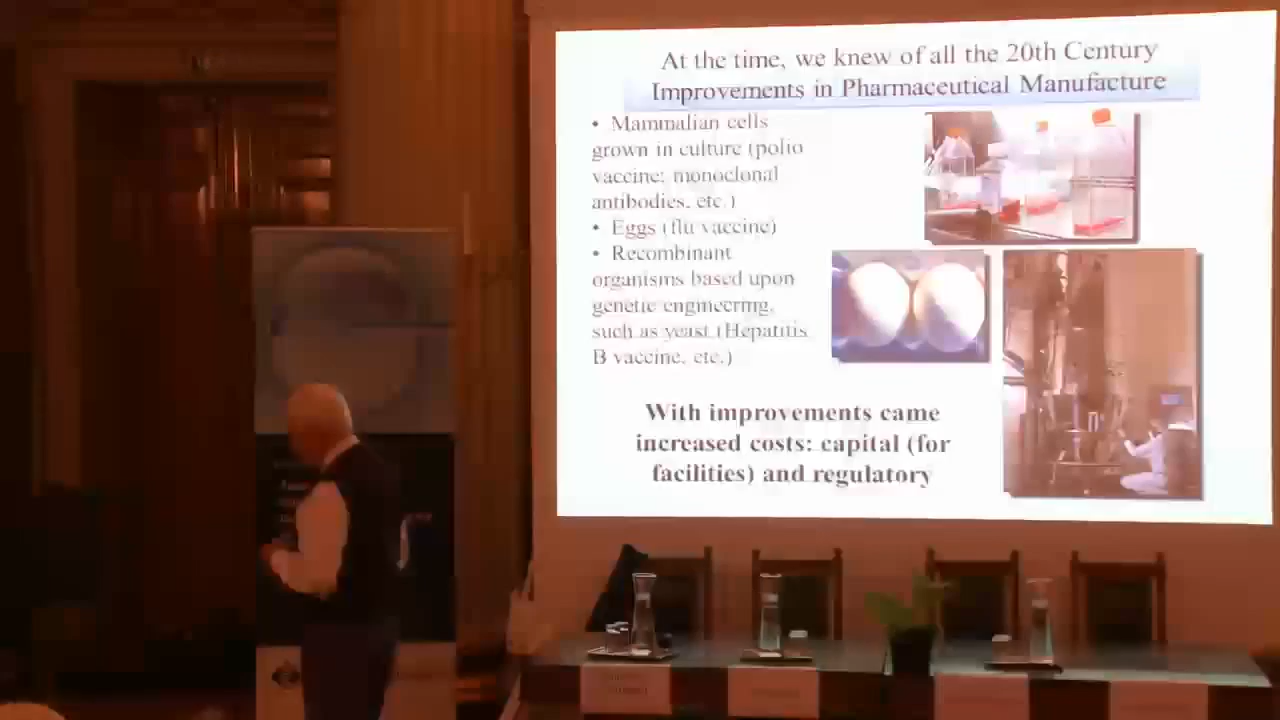 At the time, we knew of all the 20th Century
Improvements in Pharmaceutical Manufacture
• Mammalian cells
grown in culture (polio
vaccine; monoclonal
antibodies, etc.)
• Eggs (flu vaccine)
• Recombinant
organisms based upon
genetic engineering,
such as yeast (Hepatitis
B vaccine, etc.)
With improvements came
increased costs: capital (for
facilities) and regulatory